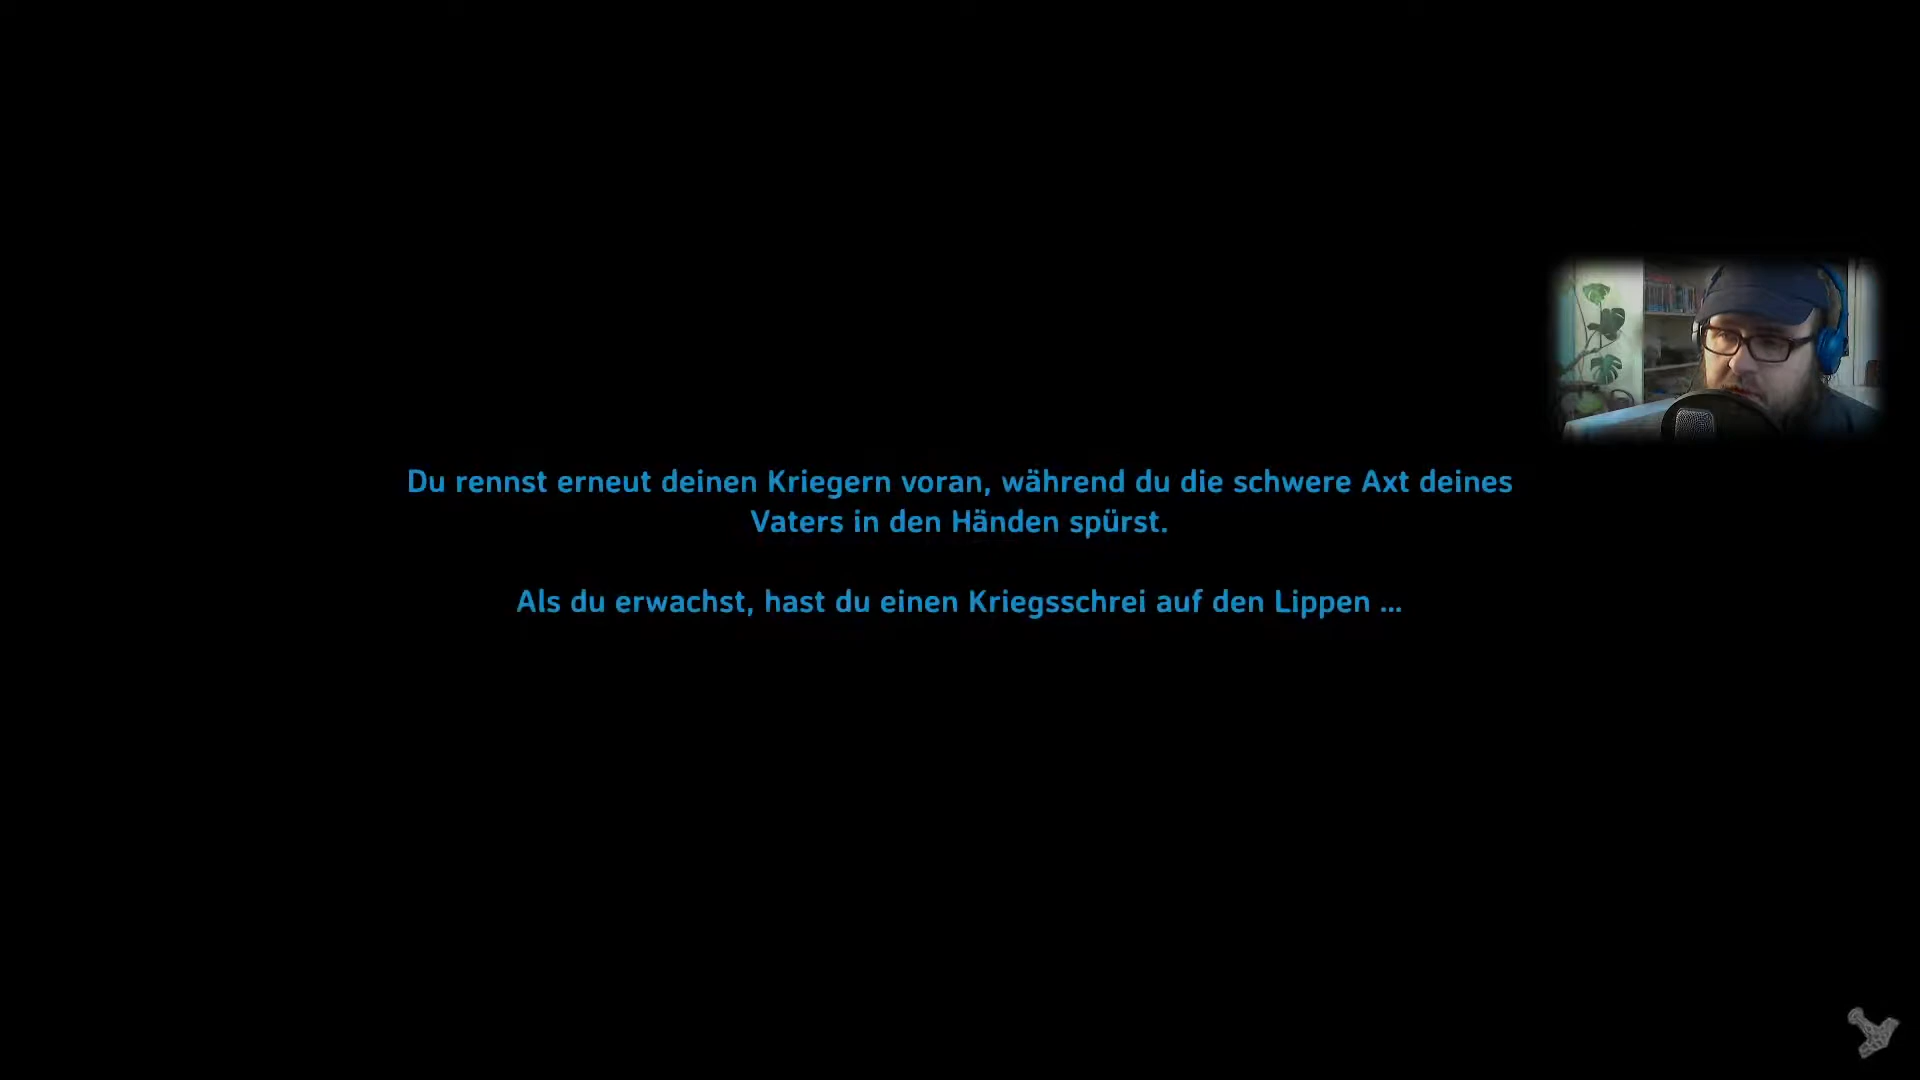 Du rennst erneut deinen Kriegern voran, während du die schwere Axt deines
Vaters in den Händen spürst.
Als du erwachst, hast du einen Kriegsschrei auf den Lippen ...